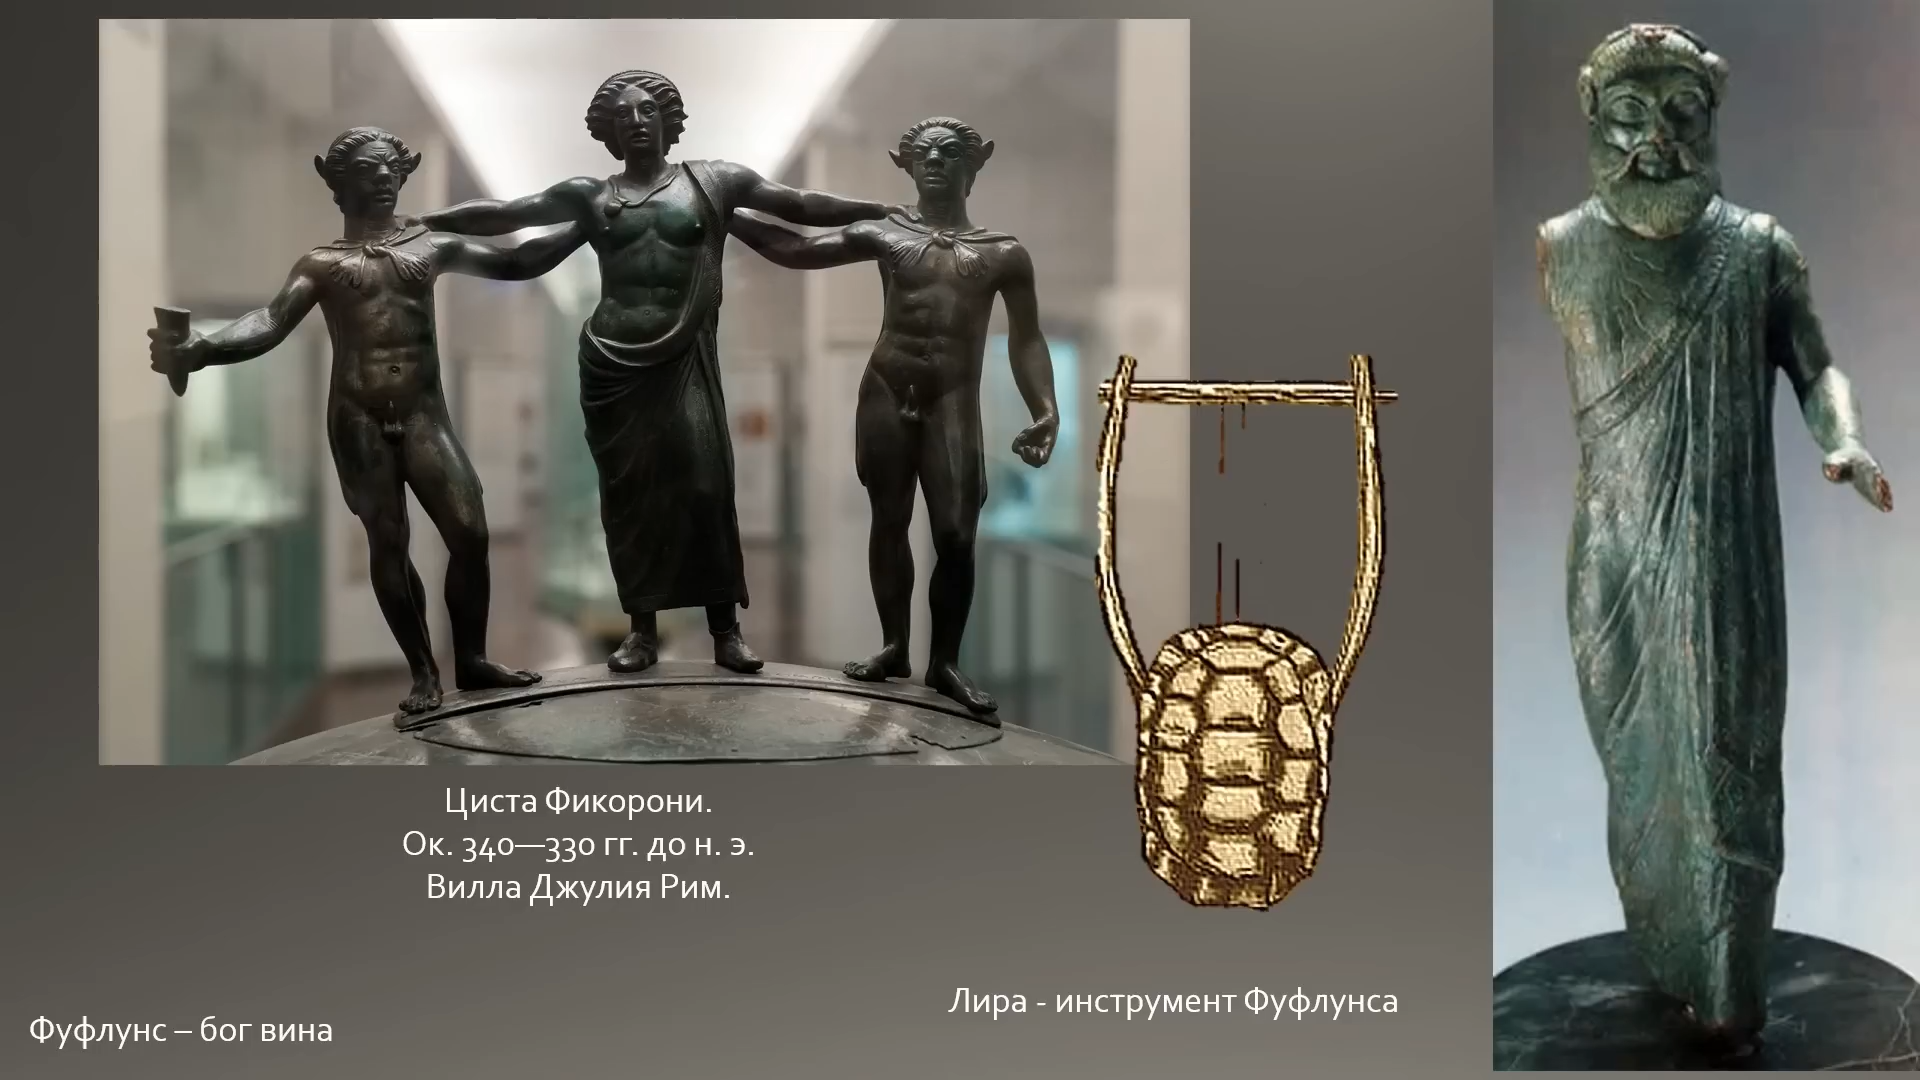 Циста Фикорони.
Ок. 340—330 гг. до н. э.
Вилла Джулия Рим.
Лира - инструмент Фуфлунса
Фуфлунс – бог вина